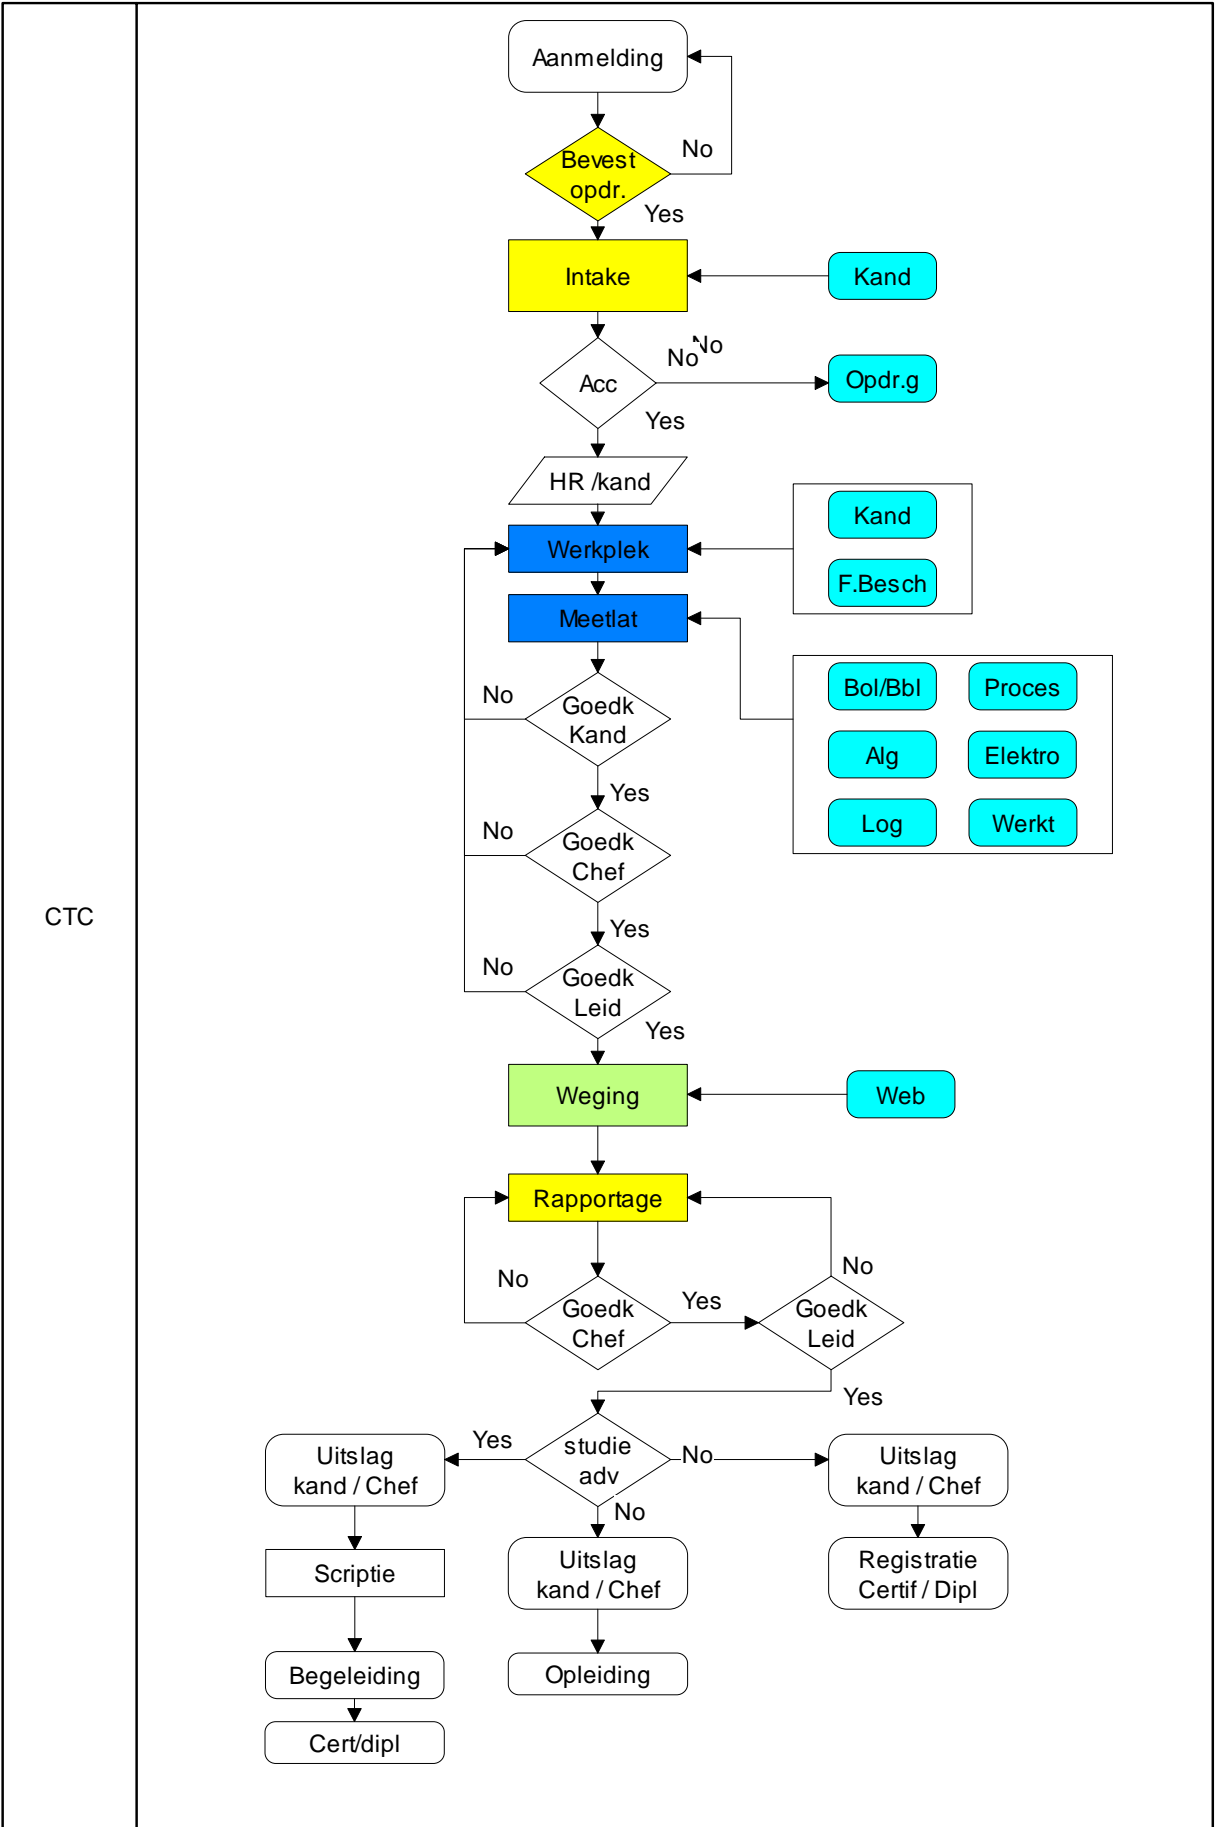 CTC
Aanmelding
No
Bevest
opdr.
Yes
Intake
Kand
No
No
Acc
Opdr.g
Yes
HR /kand
Kand
Werkplek
F.Besch
Meetlat
No
Goedk
Kand
Bol/Bbl
Proces
Alg
Elektro
Yes
Log
Werkt
No
Goedk
Chef
Yes
No
Goedk
Leid
Yes
Weging
Web
Rapportage
No
No
Goedk
Chef
Yes
Goedk
Leid
Yes
Yes
studie
adv
No
No
Uitslag
kand / Chef
Uitslag
kand / Chef
Scriptie
Uitslag
kand / Chef
Registratie
Certif / Dipl
Begeleiding
Opleiding
Cert/dipl